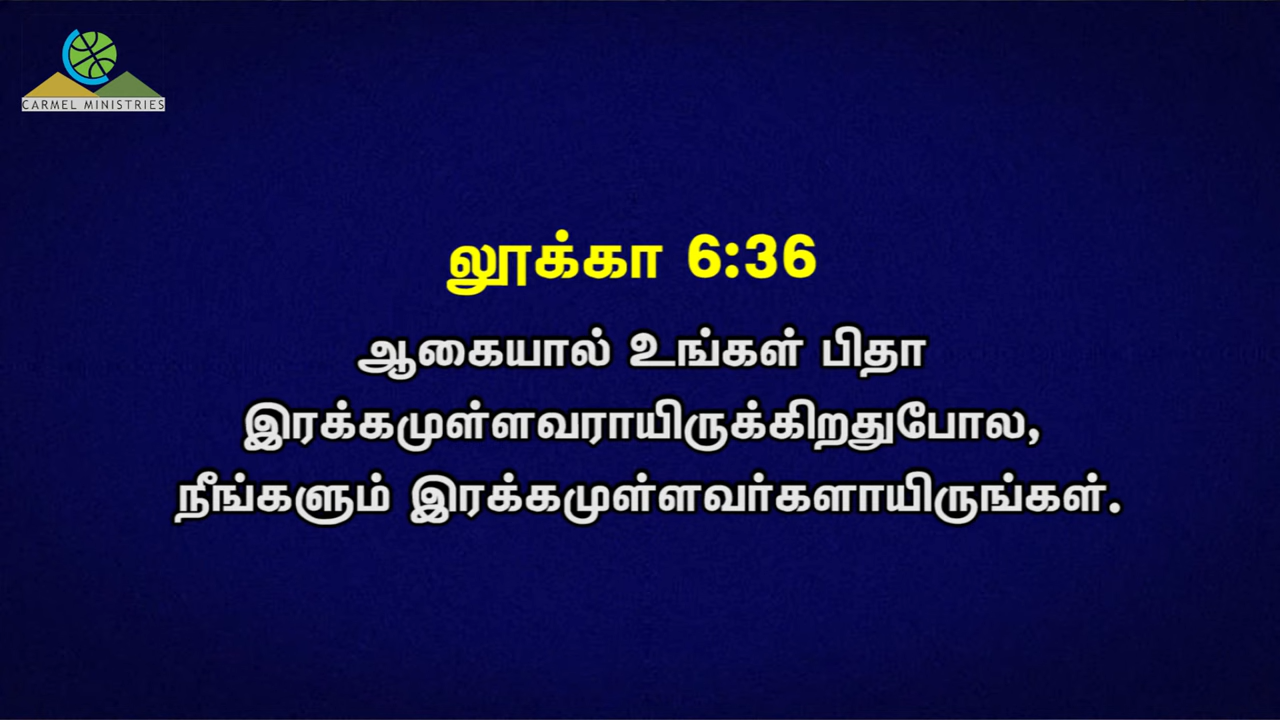 CARMEL MINISTRIES
லூக்கா 6:36
ஆகையால் உங்கள் பிதா
இரக்கமுள்ளவராயிருக்கிறதுபோல,
நீங்களும் இரக்கமுள்ளவர்களாயிருங்கள்.